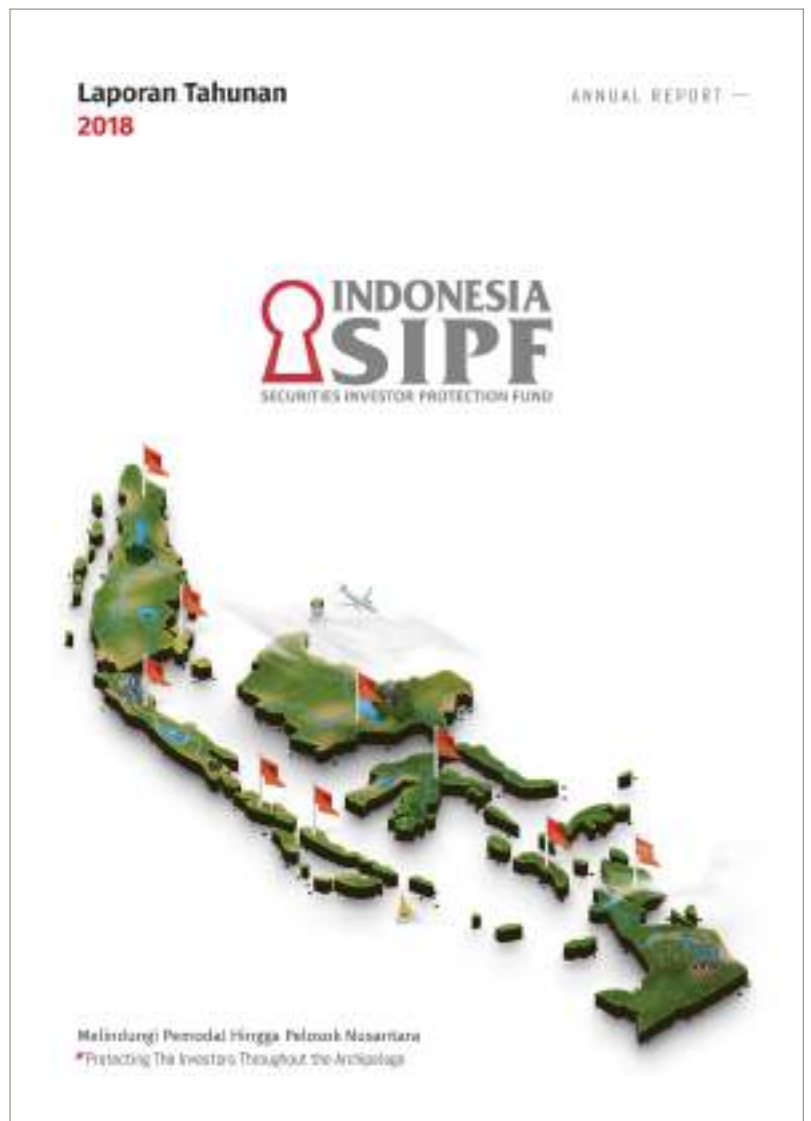 Laporan Tahunan
2018
ANNUAL REPORT
INDONESIA
SIPF
SECURITIES INVESTOR PROTECTION FUND
Melindungi Pemodal Hingga Pelosok Nusantara
Protecting The Investors Throughout the Archipelago